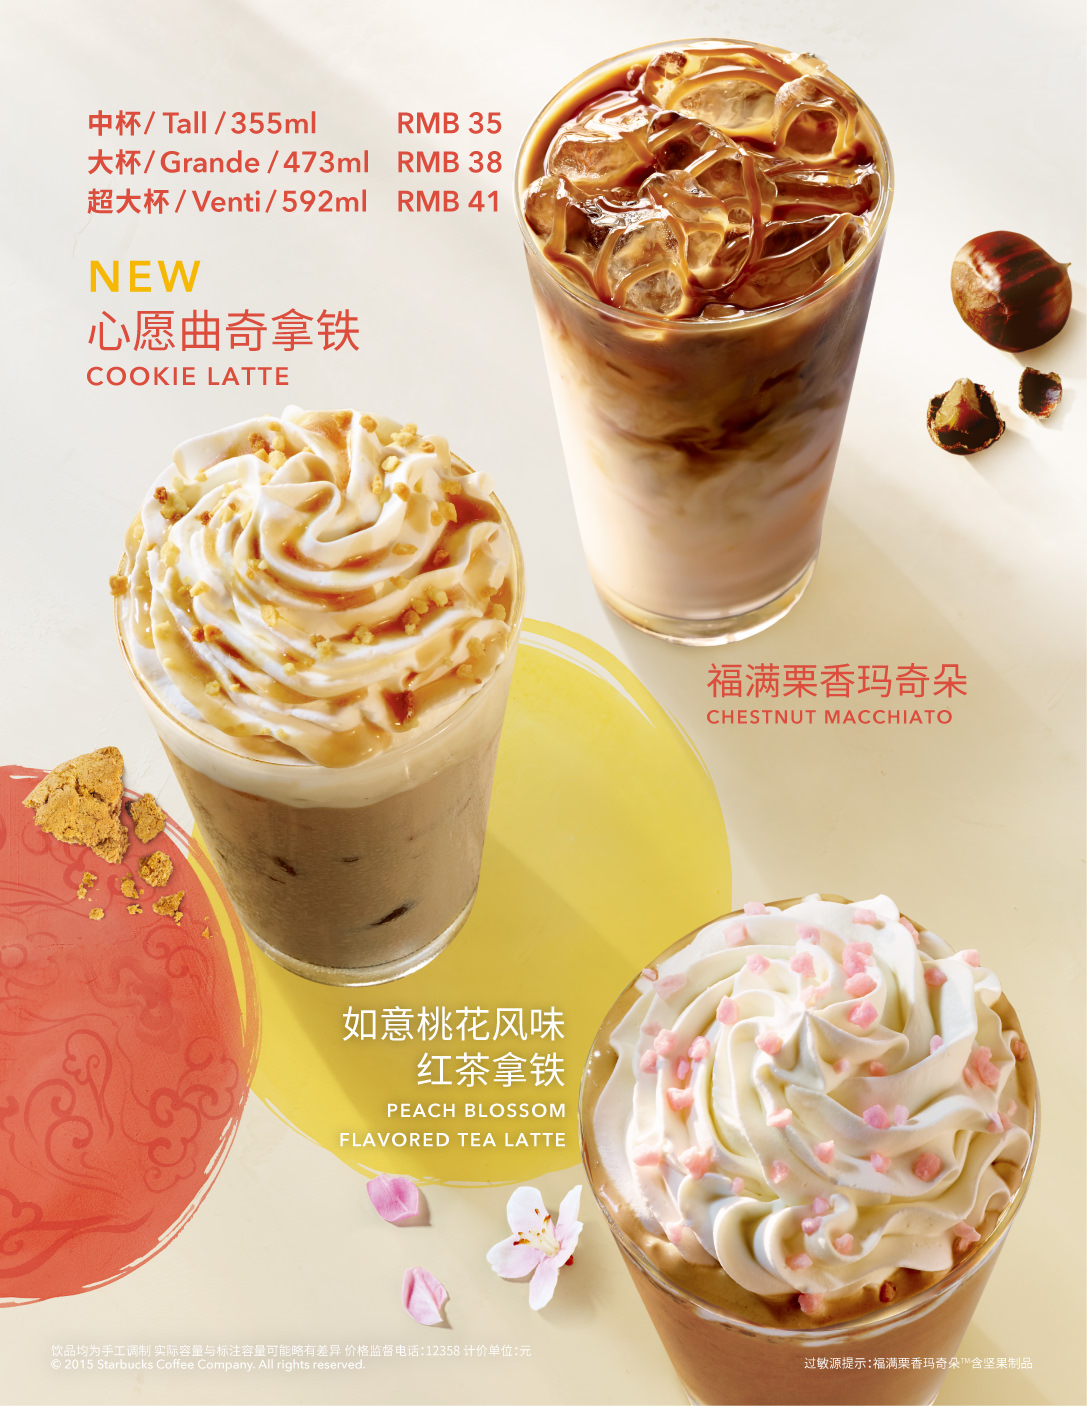 中杯/ Tall / 355ml RMB 35
大杯/ Grande / 473ml RMB 38
超大杯 / Venti / 592ml RMB 41
NEW
心愿曲奇拿铁
COOKIE LATTE
福满栗香玛奇朵
CHESTNUT MACCHIATO
如意桃花风味
红茶拿铁
PEACH BLOSSOM
FLAVORED TEA LATTE
饮品均为手工调制 实际容量与标注容量可能略有差异 价格监督电话:12358 计价单位:元
© 2015 Starbucks Coffee Company. All rights reserved.
过敏源提示:福满栗香玛奇朵™含坚果制品